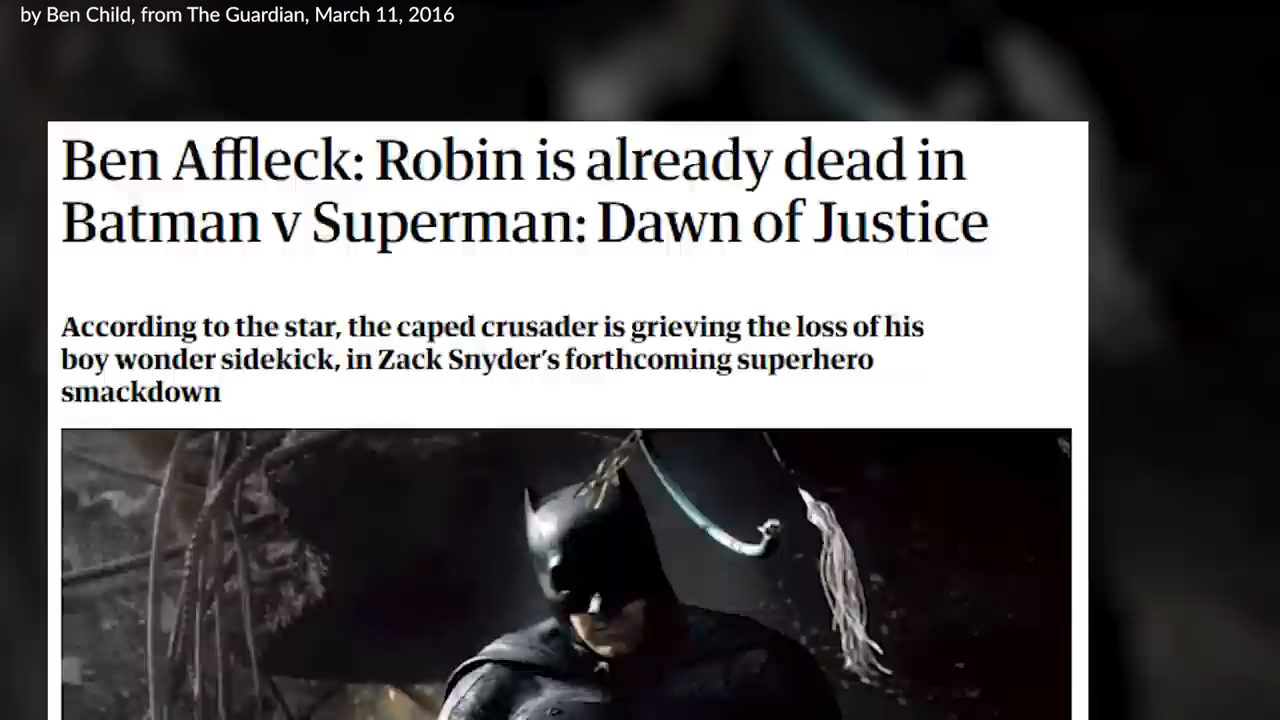 by Ben Child, from The Guardian, March 11, 2016
Ben Affleck: Robin is already dead in
Batman v Superman: Dawn of Justice
According to the star, the caped crusader is grieving the loss of his
boy wonder sidekick, in Zack Snyder’s forthcoming superhero
smackdown